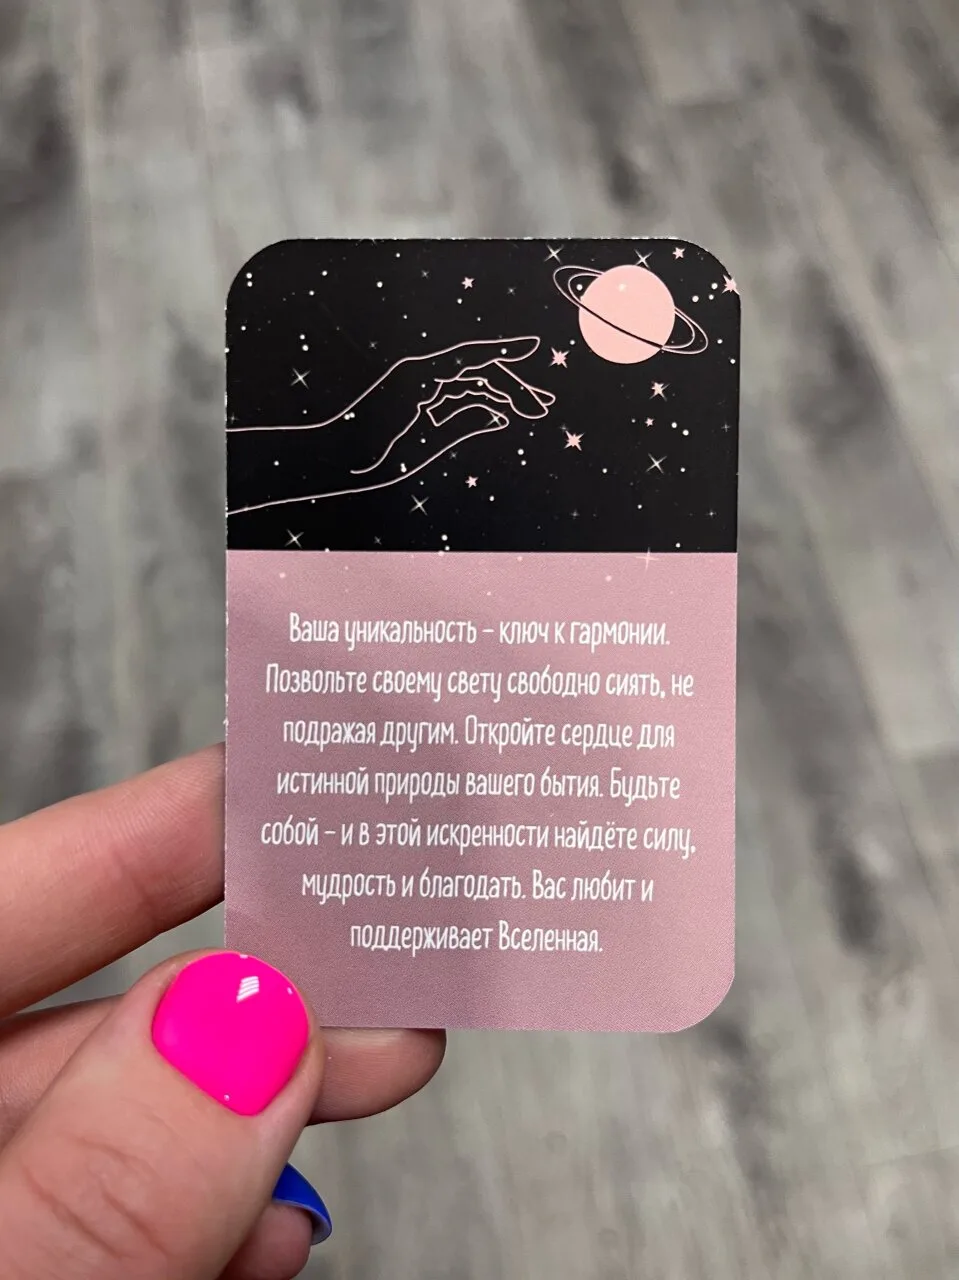 Ваша уникальность – ключ к гармонии.
Позвольте своему свету свободно сиять, не
подражая другим. Откройте сердце для
истинной природы вашего бытия. Будьте
собой – и в этой искренности найдёте силу,
мудрость и благодать. Вас любит и
поддерживает Вселенная.